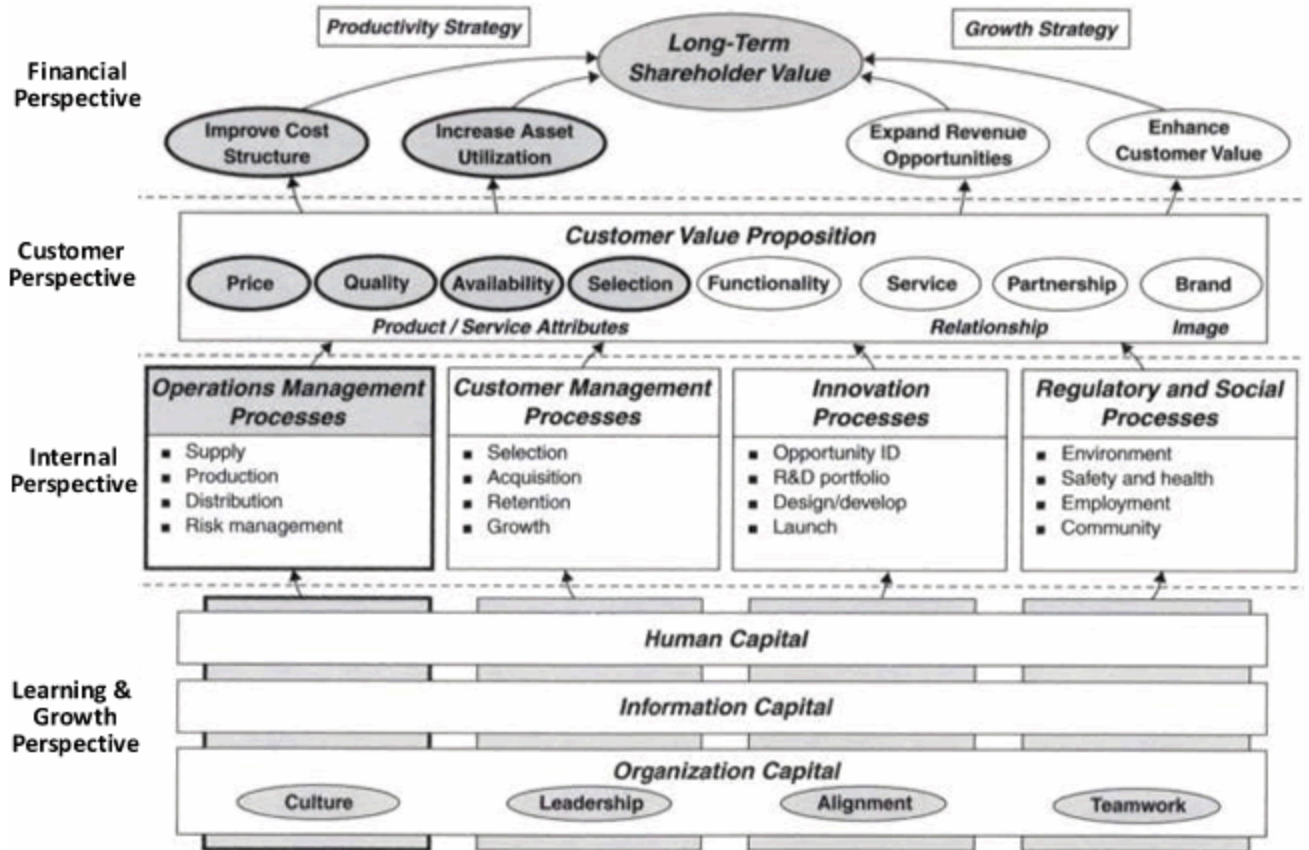 Productivity Strategy
Growth Strategy
Long-Term
Shareholder Value
Financial
Perspective
Improve Cost
Structure
Increase Asset
Utilization
Expand Revenue
Opportunities
Enhance
Customer Value
Customer
Perspective
Customer Value Proposition
Price
Quality
Availability
Selection
Functionality
Service
Partnership
Brand
Product / Service Attributes
Relationship
Image
Internal
Perspective
Operations Management
Processes
Supply
Production
Distribution
Risk management
Customer Management
Processes
Selection
Acquisition
Retention
Growth
Innovation
Processes
Opportunity ID
R&D portfolio
Design/develop
Launch
Regulatory and Social
Processes
Environment
Safety and health
Employment
Community
Learning &
Growth
Perspective
Human Capital
Information Capital
Organization Capital
Culture
Leadership
Alignment
Teamwork